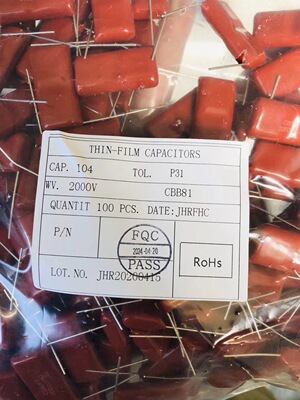 THIN-FILM CAPACITORS
CAP. 104 TOL. P31
WV. 2000V CBB81
QUANTIT 100 PCS. DATE:JHRFHC
P/N
FQC
2024-04-20
PASS
RoHs
LOT.NO. JHR20200415